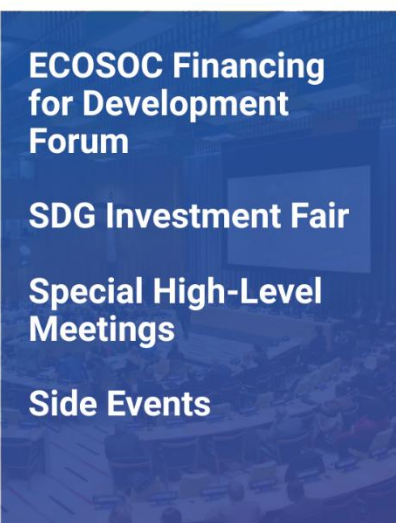 ECOSOC Financing
for Development
Forum
SDG Investment Fair
Special High-Level
Meetings
Side Events